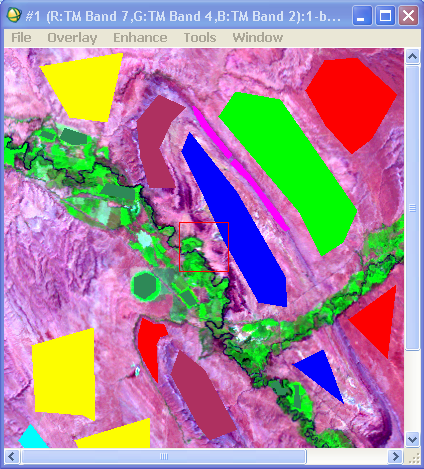 #1 (R:TM Band 7,G:TM Band 4,B:TM Band 2):1-b...
File Overlay Enhance Tools Window